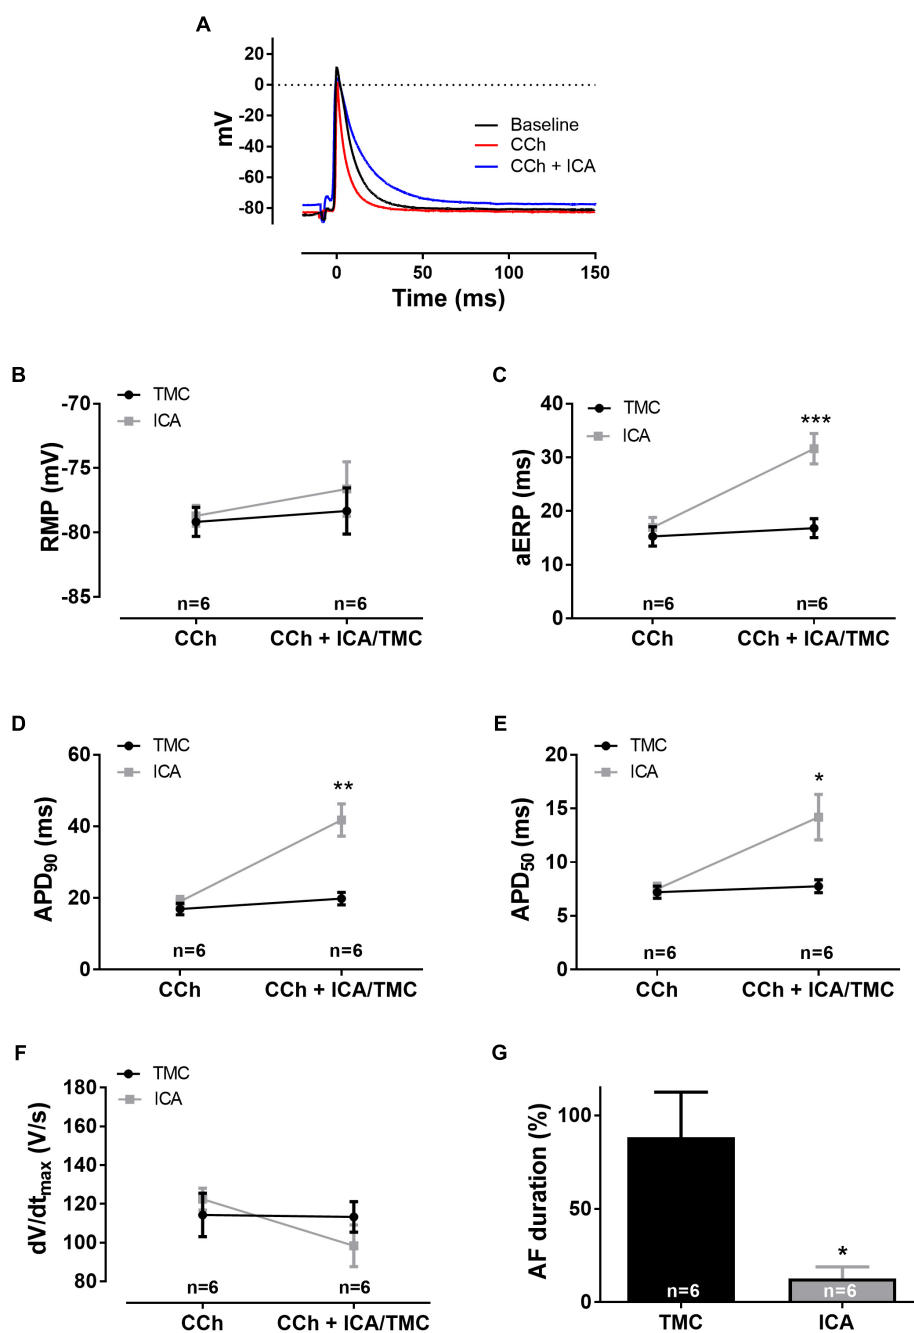 A
mV
20
0
-20
-40
-60
-80
Baseline
CCh
CCh + ICA
0
50
100
150
Time (ms)
B
TMC
ICA
RMP (mV)
-70
-75
-80
-85
n=6
n=6
CCh
CCh + ICA/TMC
C
TMC
ICA
aERP (ms)
40
30
20
10
0
***
n=6
n=6
CCh
CCh + ICA/TMC
D
TMC
ICA
APD90 (ms)
60
40
20
0
**
n=6
n=6
CCh
CCh + ICA/TMC
E
TMC
ICA
APD50 (ms)
20
15
10
5
0
*
n=6
n=6
CCh
CCh + ICA/TMC
F
TMC
ICA
dV/dtmax (V/s)
180
160
140
120
100
80
n=6
n=6
CCh
CCh + ICA/TMC
G
AF duration (%)
100
50
0
*
n=6
n=6
TMC
ICA